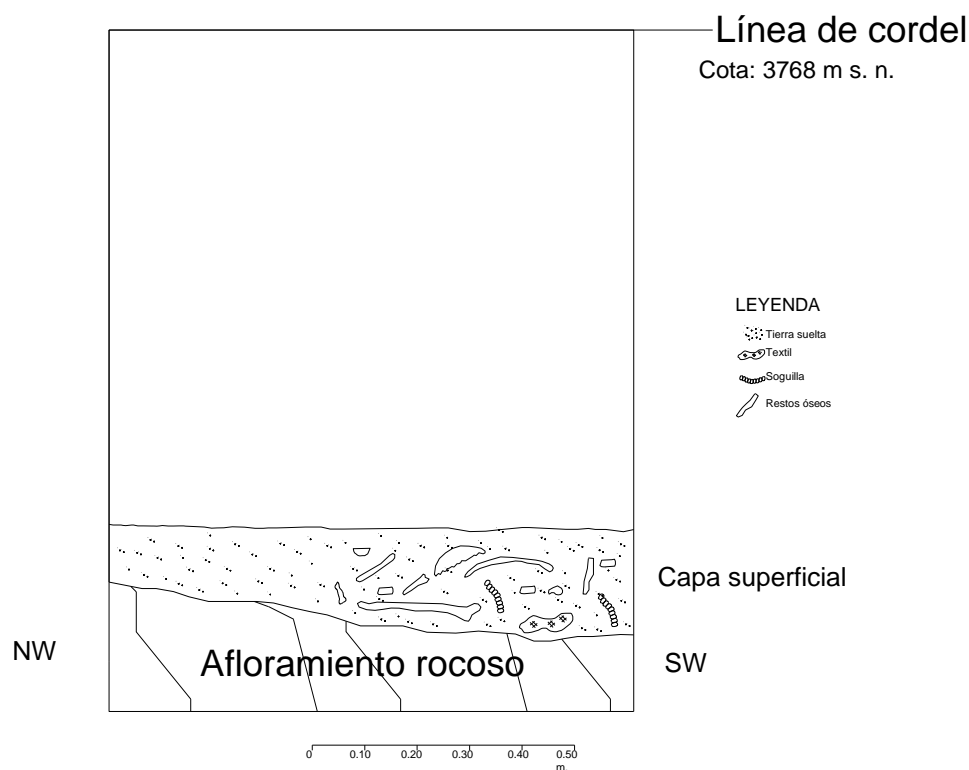 Línea de cordel
Cota: 3768 m s. n.
LEYENDA
Tierra suelta
Textil
Soguilla
Restos óseos
Capa superficial
NW
Afloramiento rocoso
SW
0 0.10 0.20 0.30 0.40 0.50
m.